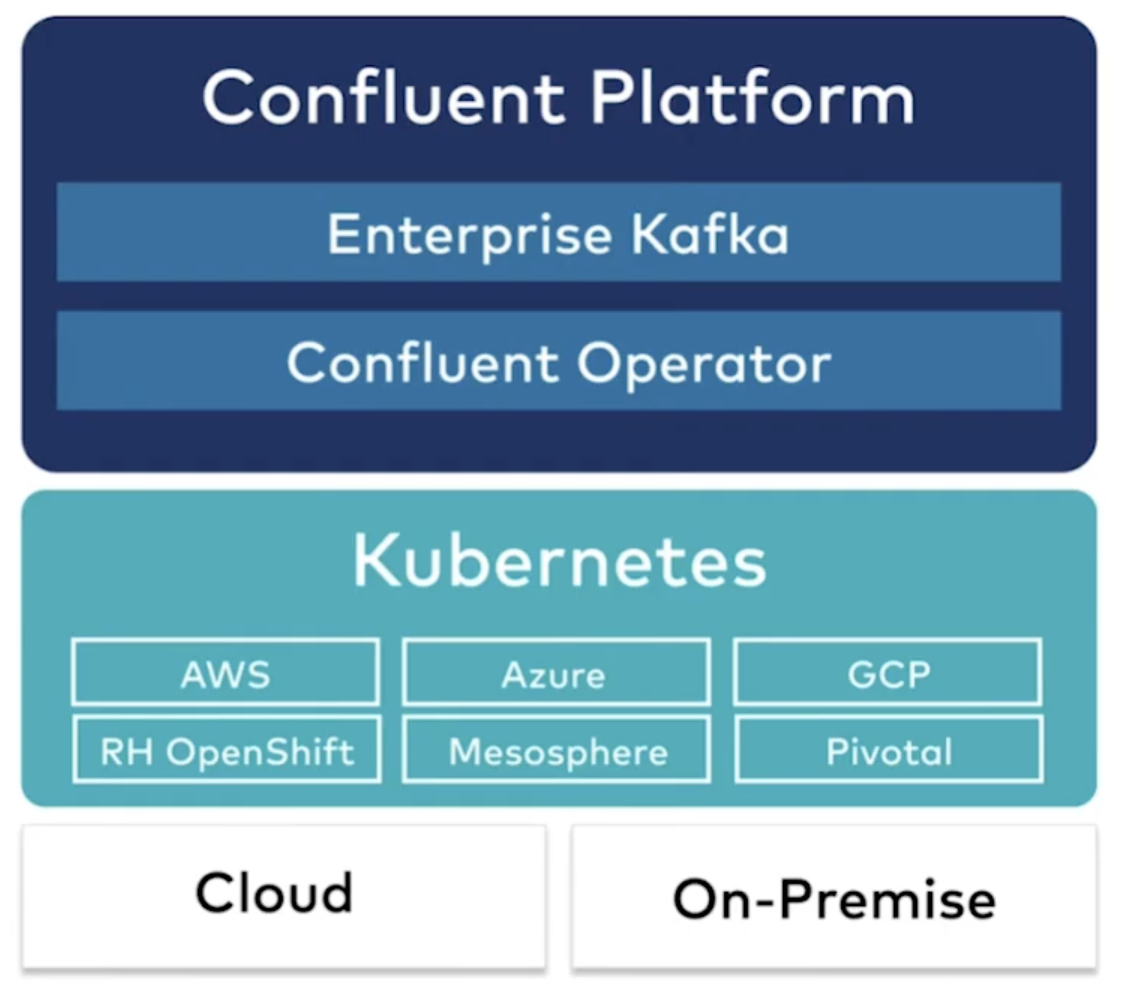 Confluent Platform
Enterprise Kafka
Confluent Operator
Kubernetes
AWS
Azure
GCP
RH OpenShift
Mesosphere
Pivotal
Cloud
On-Premise